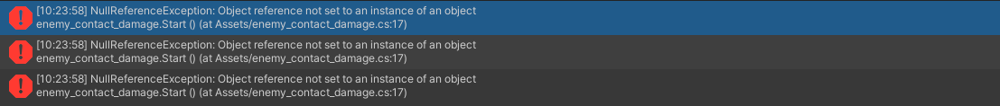 [10:23:58] NullReferenceException: Object reference not set to an instance of an object
enemy_contact_damage.Start () (at Assets/enemy_contact_damage.cs:17)
[10:23:58] NullReferenceException: Object reference not set to an instance of an object
enemy_contact_damage.Start () (at Assets/enemy_contact_damage.cs:17)
[10:23:58] NullReferenceException: Object reference not set to an instance of an object
enemy_contact_damage.Start () (at Assets/enemy_contact_damage.cs:17)